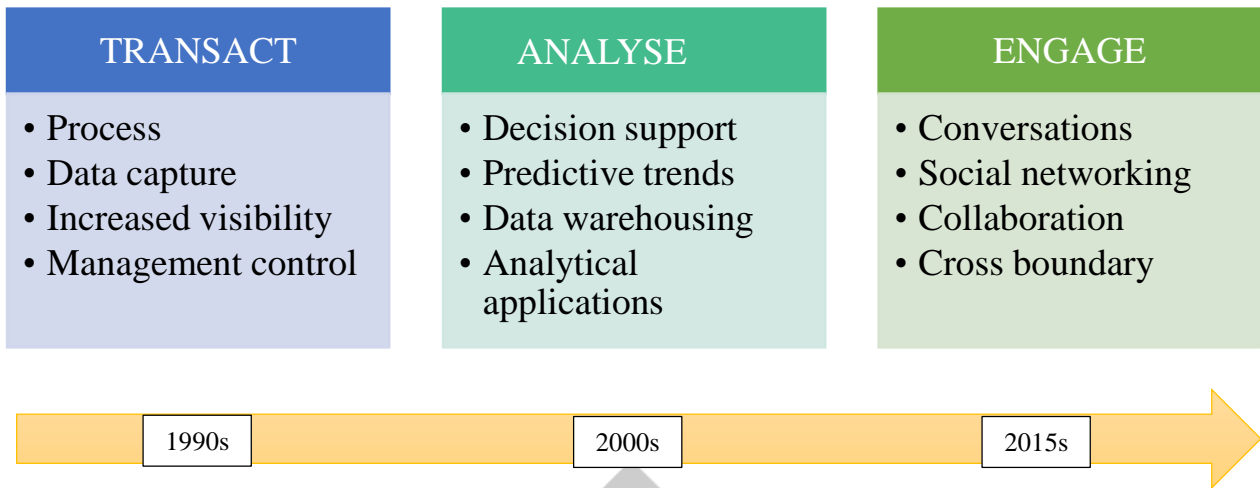 TRANSACT
• Process
• Data capture
• Increased visibility
• Management control
ANALYSE
• Decision support
• Predictive trends
• Data warehousing
• Analytical
applications
ENGAGE
• Conversations
• Social networking
• Collaboration
• Cross boundary
1990s
2000s
2015s